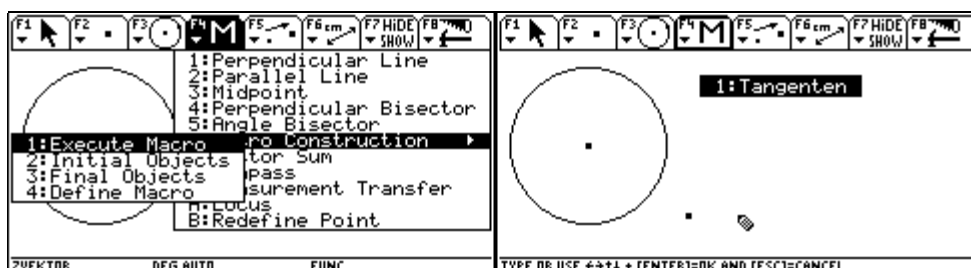 F1 F2 F3 F4 M F5 F6 cm F7 HiDE SHOW F8
1:Perpendicular Line
2:Parallel Line
3:Midpoint
4:Perpendicular Bisector
5:Angle Bisector
ro Construction
tor Sum
pass
surement Transfer
A:Locus
B:Redefine Point
1:Execute Macro
2:Initial Objects
3:Final Objects
4:Define Macro
DEG AUTO FUNC
F1 F2 F3 F4 M F5 F6 cm F7 HiDE SHOW F8
1:Tangenten
TYPE OR USE ←→↑↓ + [ENTER]=OK AND [ESC]=CANCEL